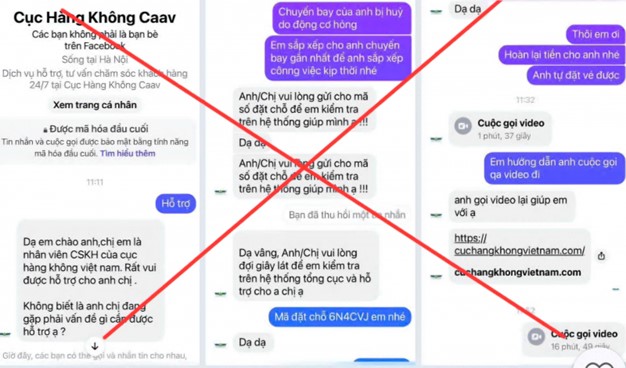 Cục Hàng Không Caav
Các bạn không phải là bạn bè
trên Facebook
Sống tại Hà Nội
Dịch vụ hỗ trợ, tư vấn chăm sóc khách hàng
24/7 tại Cục Hàng Không Caav
Xem trang cá nhân
Được mã hóa đầu cuối
Tin nhắn và cuộc gọi được bảo mật bằng tính năng
mã hóa đầu cuối. Tìm hiểu thêm
11:11
Hỗ trợ
Dạ em chào anh,chị em là
nhân viên CSKH của cục
hàng không việt nam. Rất vui
được hỗ trợ cho anh chị .
Không biết là anh chị đang
gặp phải vấn đề gì cần được
hỗ trợ ạ ?
Giờ đây, các bạn có thể gọi và nhắn tin cho nhau,
Chuyến bay của anh bị huỷ
do động cơ hỏng
Em sắp xếp cho anh chuyến
bay gần nhất để anh sắp xếp
cônng việc kịp thời nhé
Anh/Chị vui lòng gửi cho mã
số đặt chỗ để em kiểm tra
trên hệ thống giúp mình ạ !!!
Dạ dạ
Anh/Chị vui lòng gửi cho mã
số đặt chỗ để em kiểm tra
trên hệ thống giúp mình ạ !!!
Bạn đã thu hồi một tin nhắn
Dạ vâng, Anh/Chị vui lòng
đợi giây lát để em kiểm tra
trên hệ thống tổng cục và hỗ
trợ cho a chị ạ
Mã đặt chỗ 6N4CVJ em nhé
Dạ dạ
Dạ dạ
Thôi em ơi
Hoàn lại tiền cho anh nhé
Anh tự đặt vé được
11:32
Cuộc gọi video
1 phút, 37 giây
Em hướng dẫn anh cuộc gọi
qa video đi
anh gọi video lại giúp em
với ạ
https://
cuchangkhongvietnam.com/
cuchangkhongvietnam.com
Cuộc gọi video
16 phút, 49 giây